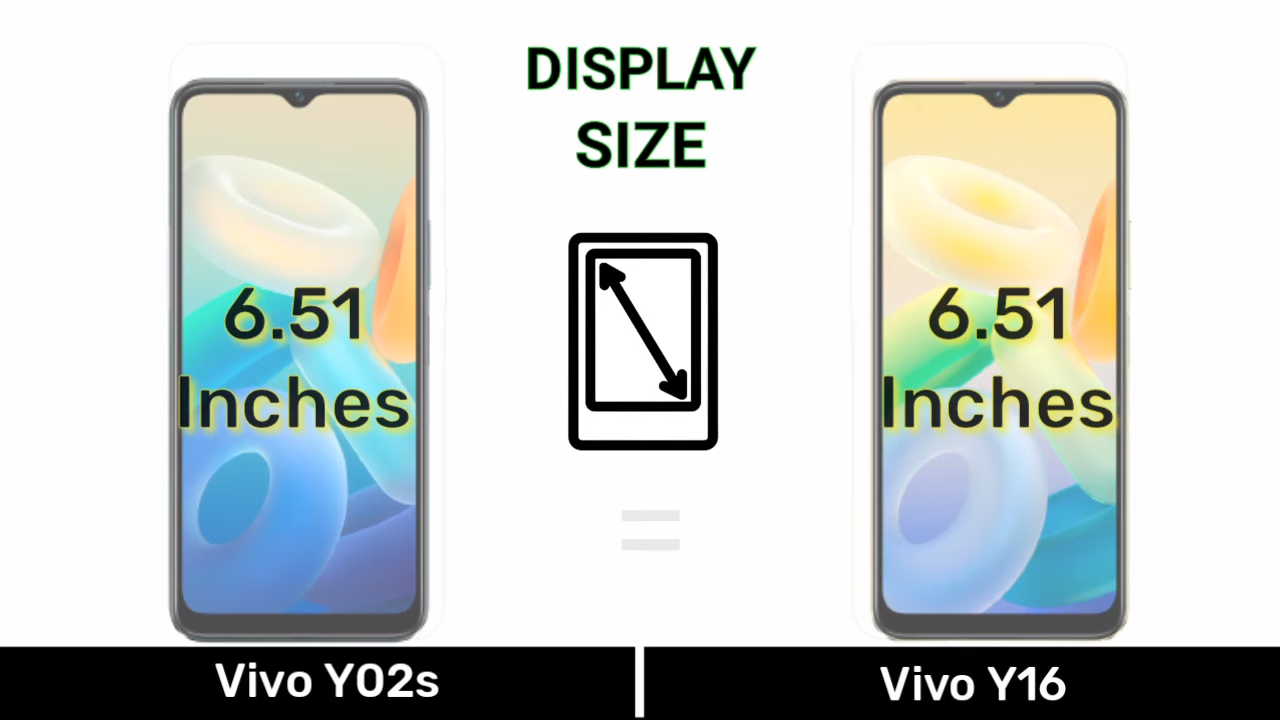 DISPLAY
SIZE
6.51
Inches
6.51
Inches
=
Vivo Y02s
Vivo Y16